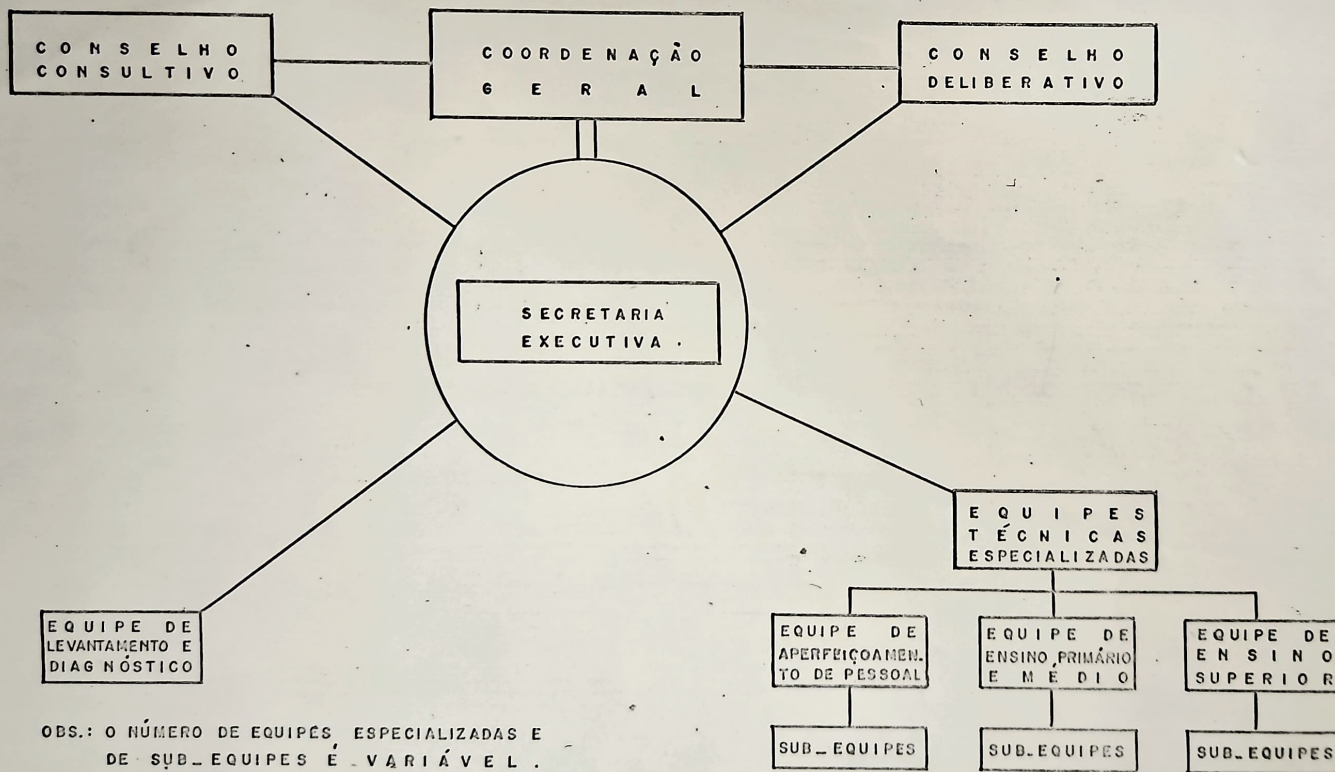 CONSELHO
CONSULTIVO
COORDENAÇÃO
GERAL
CONSELHO
DELIBERATIVO
SECRETARIA
EXECUTIVA.
EQUIPES
TÉCNICAS
ESPECIALIZADAS
EQUIPE DE
LEVANTAMENTO E
DIAGNÓSTICO
EQUIPE DE
APERFEIÇOAMEN.
TO DE PESSOAL
EQUIPE DE
ENSINO PRIMÁRIO
E MÉDIO
EQUIPE DE
ENSINO
SUPERIOR
SUB_EQUIPES
SUB_EQUIPES
SUB_EQUIPES
OBS.: O NÚMERO DE EQUIPES ESPECIALIZADAS E
DE SUB_EQUIPES É VARIÁVEL.